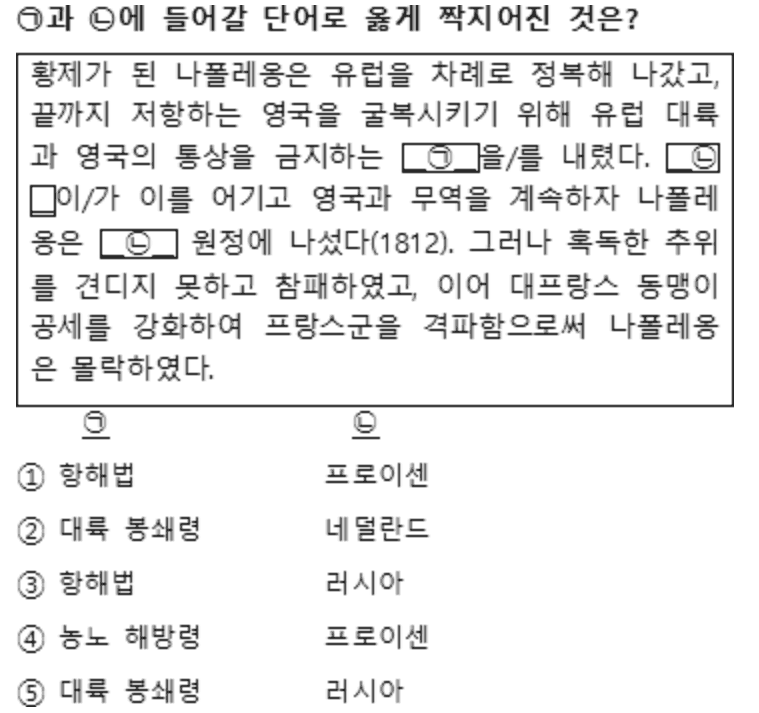 ㉠과 ㉡에 들어갈 단어로 옳게 짝지어진 것은?
황제가 된 나폴레옹은 유럽을 차례로 정복해 나갔고,
끝까지 저항하는 영국을 굴복시키기 위해 유럽 대륙
과 영국의 통상을 금지하는 ㉠ 을/를 내렸다. ㉡
이/가 이를 어기고 영국과 무역을 계속하자 나폴레
옹은 ㉡ 원정에 나섰다(1812). 그러나 혹독한 추위
를 견디지 못하고 참패하였고, 이어 대프랑스 동맹이
공세를 강화하여 프랑스군을 격파함으로써 나폴레옹
은 몰락하였다.
㉠ ㉡
① 항해법 프로이센
② 대륙 봉쇄령 네덜란드
③ 항해법 러시아
④ 농노 해방령 프로이센
⑤ 대륙 봉쇄령 러시아